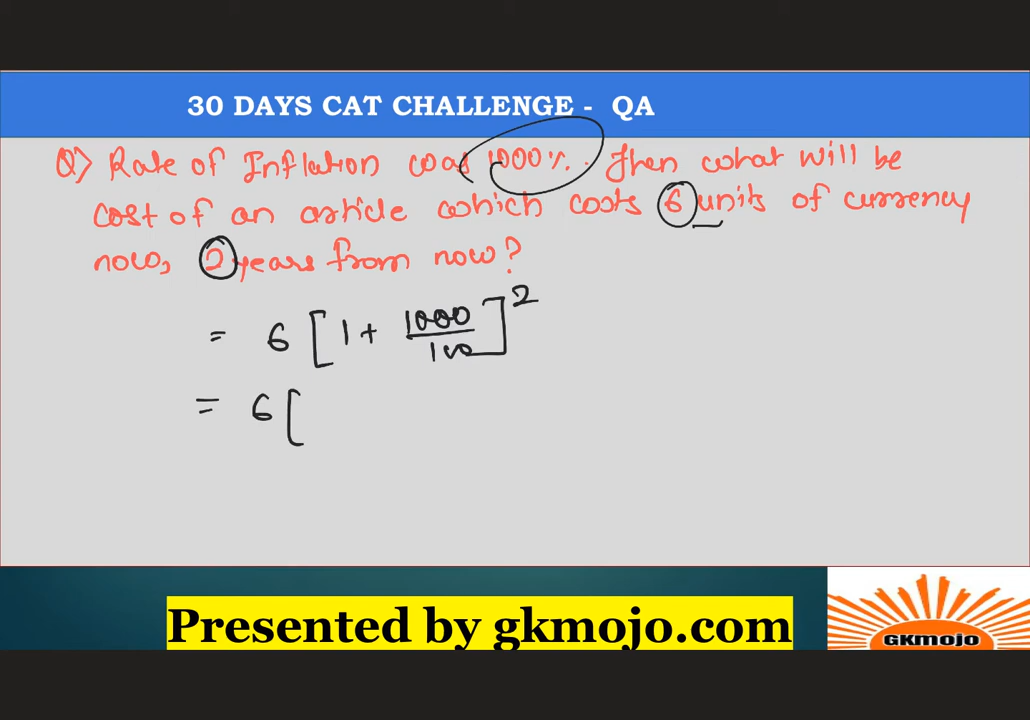 30 DAYS CAT CHALLENGE - QA
Q) Rate of Inflation was 1000%. Then what will be
cost of an article which costs 6 units of currency
now, 2 years from now?
= 6 [1 + 1000/100]²
= 6 [
Presented by gkmojo.com
GKmojo